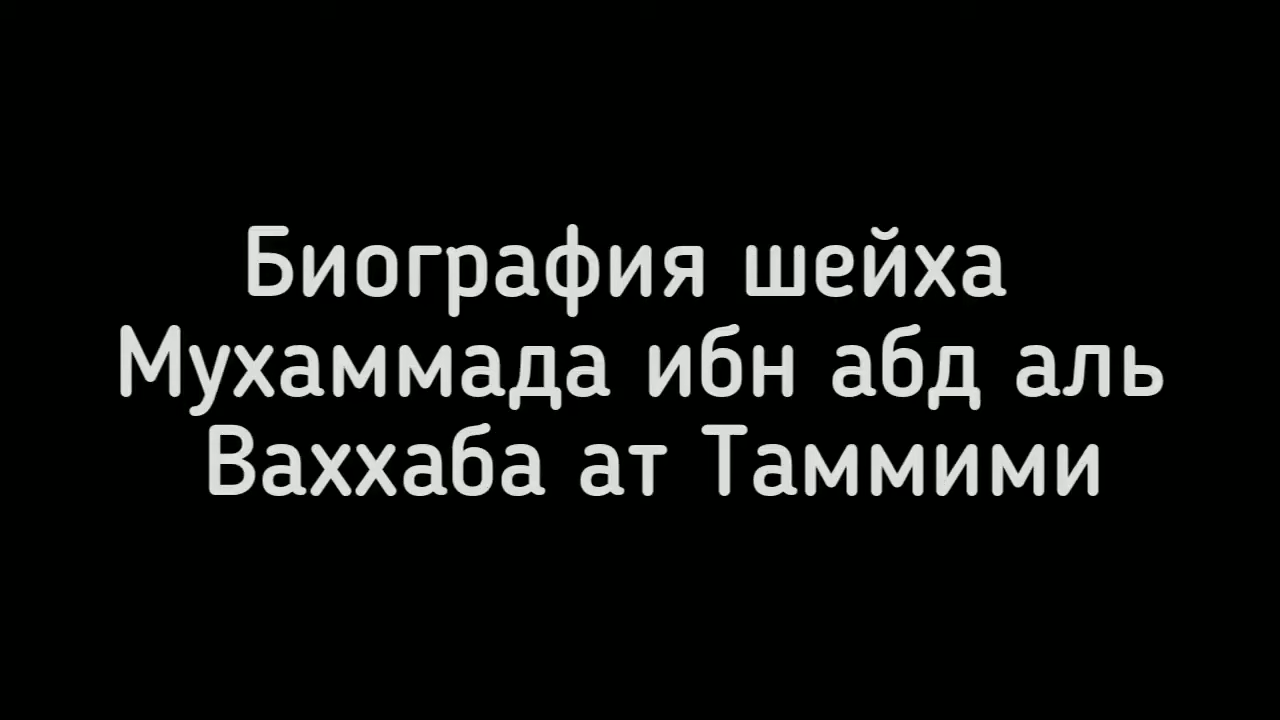 Биография шейха
Мухаммада ибн абд аль
Ваххаба ат Таммими